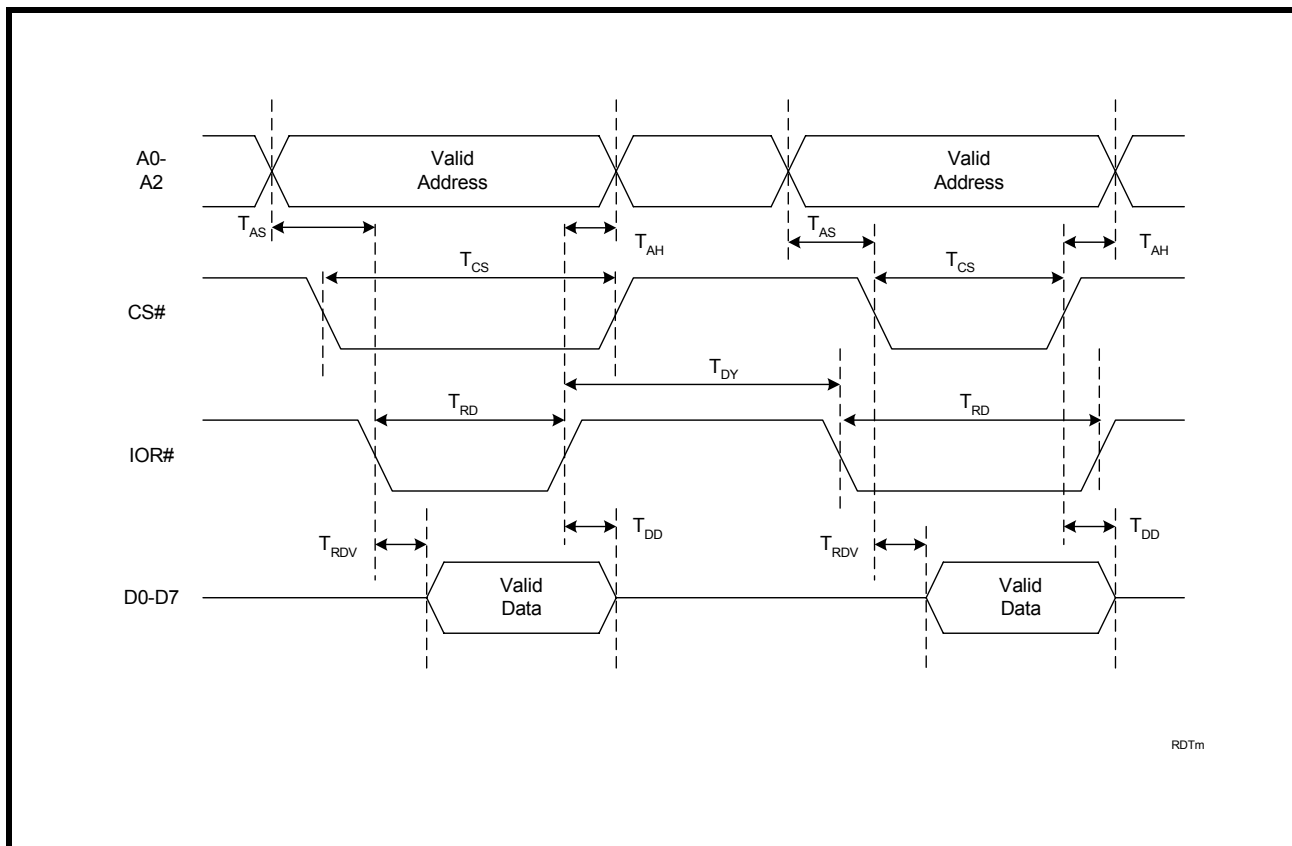 A0-
A2
Valid
Address
Valid
Address
TAS
TAH
TAS
TAH
TCS
TCS
CS#
TDY
TRD
TRD
IOR#
TRDV
TDD
TRDV
TDD
D0-D7
Valid
Data
Valid
Data
RDTm